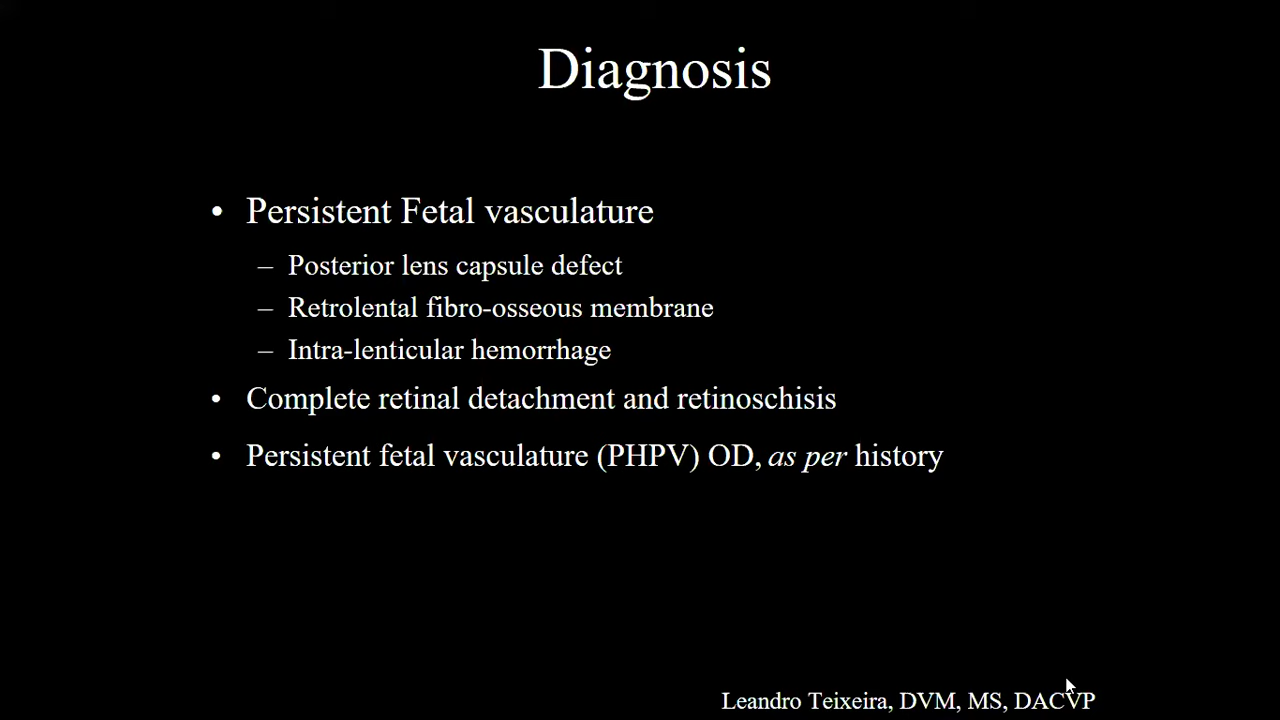 Diagnosis
• Persistent Fetal vasculature
– Posterior lens capsule defect
– Retrolental fibro-osseous membrane
– Intra-lenticular hemorrhage
• Complete retinal detachment and retinoschisis
• Persistent fetal vasculature (PHPV) OD, as per history
Leandro Teixeira, DVM, MS, DACVP